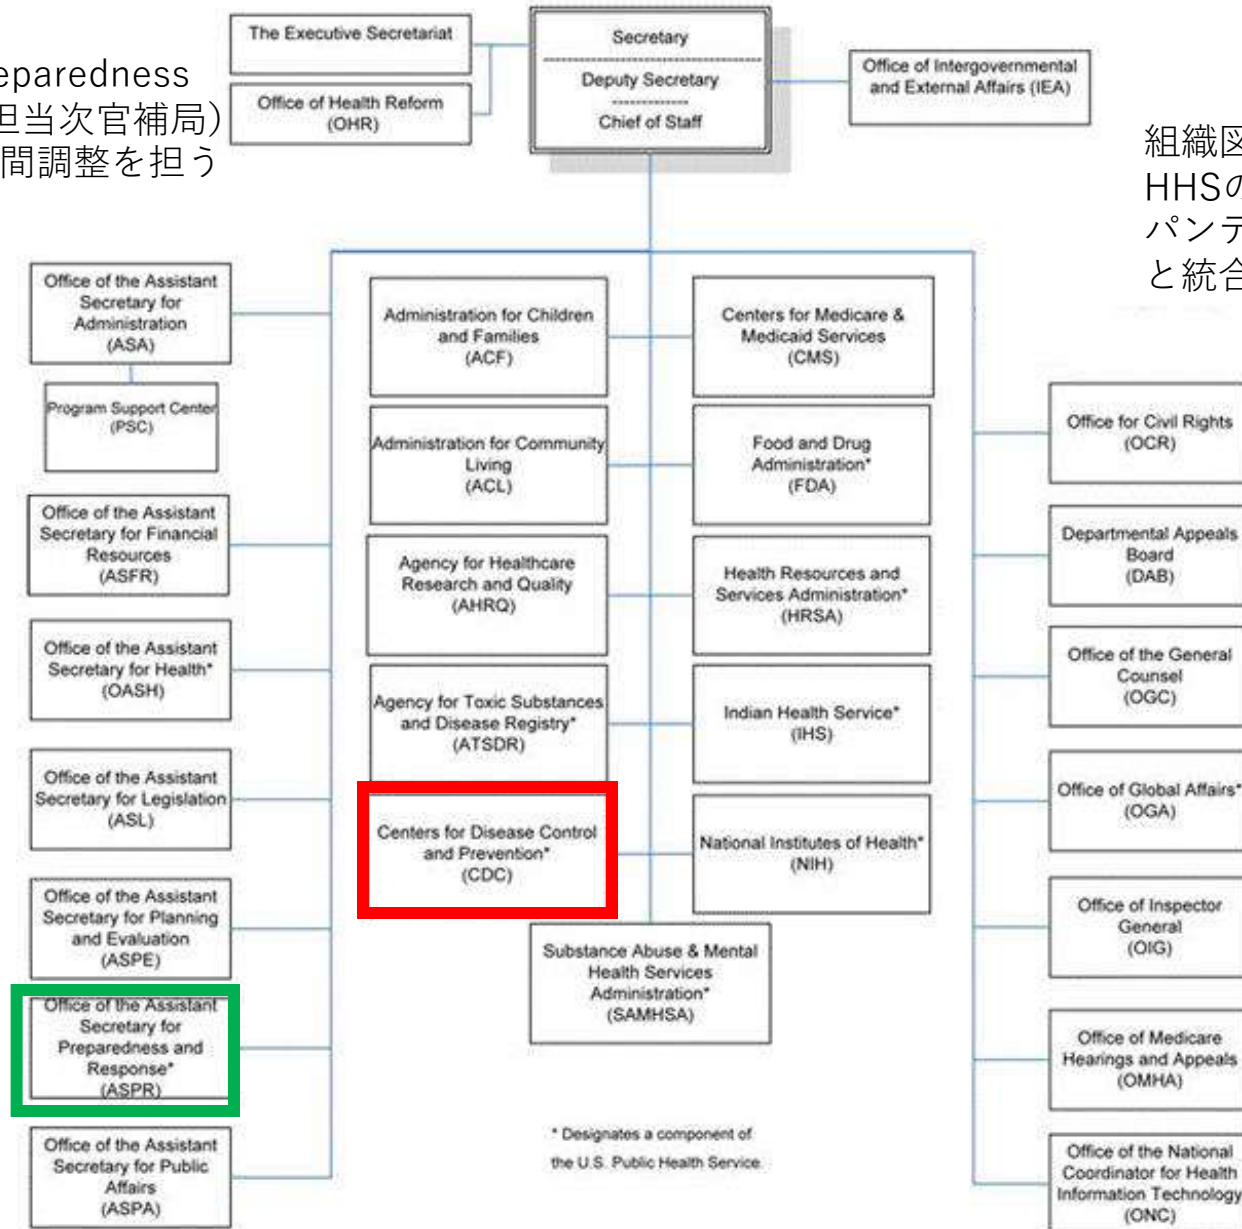 The Executive Secretariat
Office of Health Reform
(OHR)
Secretary
Deputy Secretary
Chief of Staff
Office of Intergovernmental
and External Affairs (IEA)
eparedness
担当次官補局)
間調整を担う
組織図
HHSの
パンデ
と統合
Office of the Assistant
Secretary for
Administration
(ASA)
Program Support Center
(PSC)
Office of the Assistant
Secretary for Financial
Resources
(ASFR)
Office of the Assistant
Secretary for Health*
(OASH)
Office of the Assistant
Secretary for Legislation
(ASL)
Office of the Assistant
Secretary for Planning
and Evaluation
(ASPE)
Office of the Assistant
Secretary for
Preparedness and
Response*
(ASPR)
Office of the Assistant
Secretary for Public
Affairs
(ASPA)
Administration for Children
and Families
(ACF)
Administration for Community
Living
(ACL)
Agency for Healthcare
Research and Quality
(AHRQ)
Agency for Toxic Substances
and Disease Registry*
(ATSDR)
Centers for Disease Control
and Prevention*
(CDC)
Centers for Medicare &
Medicaid Services
(CMS)
Food and Drug
Administration*
(FDA)
Health Resources and
Services Administration*
(HRSA)
Indian Health Service*
(IHS)
National Institutes of Health*
(NIH)
Substance Abuse & Mental
Health Services
Administration*
(SAMHSA)
Office for Civil Rights
(OCR)
Departmental Appeals
Board
(DAB)
Office of the General
Counsel
(OGC)
Office of Global Affairs*
(OGA)
Office of Inspector
General
(OIG)
Office of Medicare
Hearings and Appeals
(OMHA)
Office of the National
Coordinator for Health
Information Technology
(ONC)
* Designates a component of
the U.S. Public Health Service.